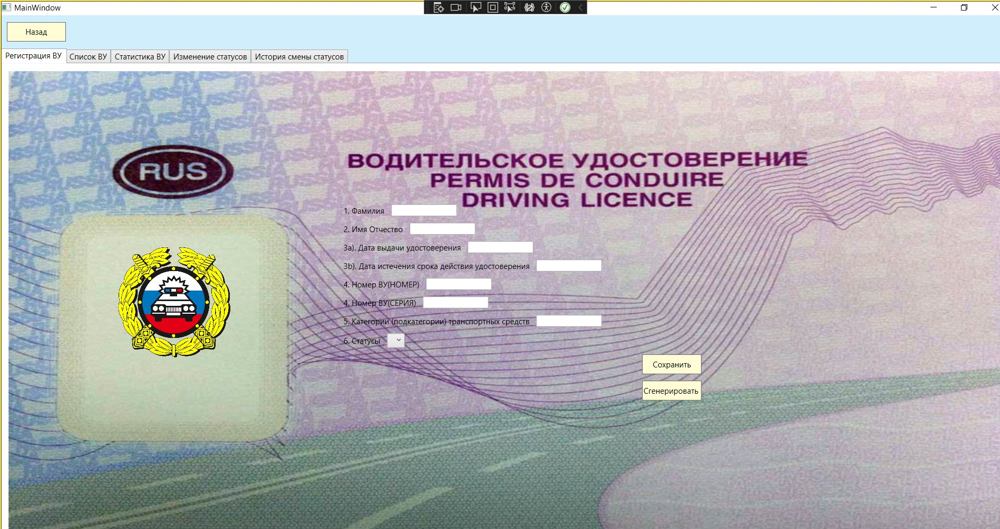 MainWindow
Назад
Регистрация ВУ Список ВУ Статистика ВУ Изменение статусов История смены статусов
RUS
ВОДИТЕЛЬСКОЕ УДОСТОВЕРЕНИЕ
PERMIS DE CONDUIRE
DRIVING LICENCE
1. Фамилия
2. Имя Отчество
3a). Дата выдачи удостоверения
3b). Дата истечения срока действия удостоверения
4. Номер ВУ(НОМЕР)
4. Номер ВУ(СЕРИЯ)
5. Категории (подкатегории) транспортных средств
6. Статусы
Сохранить
Сгенерировать